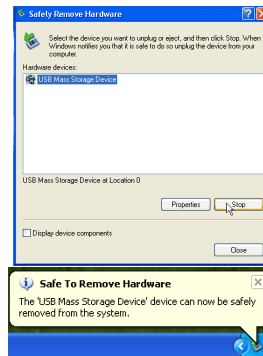 Safely Remove Hardware
Select the device you want to unplug or eject, and then click Stop. When
Windows notifies you that it is safe to do so unplug the device from your
computer.
Hardware devices:
USB Mass Storage Device
USB Mass Storage Device at Location 0
Properties
Stop
Display device components
Close
Safe To Remove Hardware
The 'USB Mass Storage Device' device can now be safely
removed from the system.